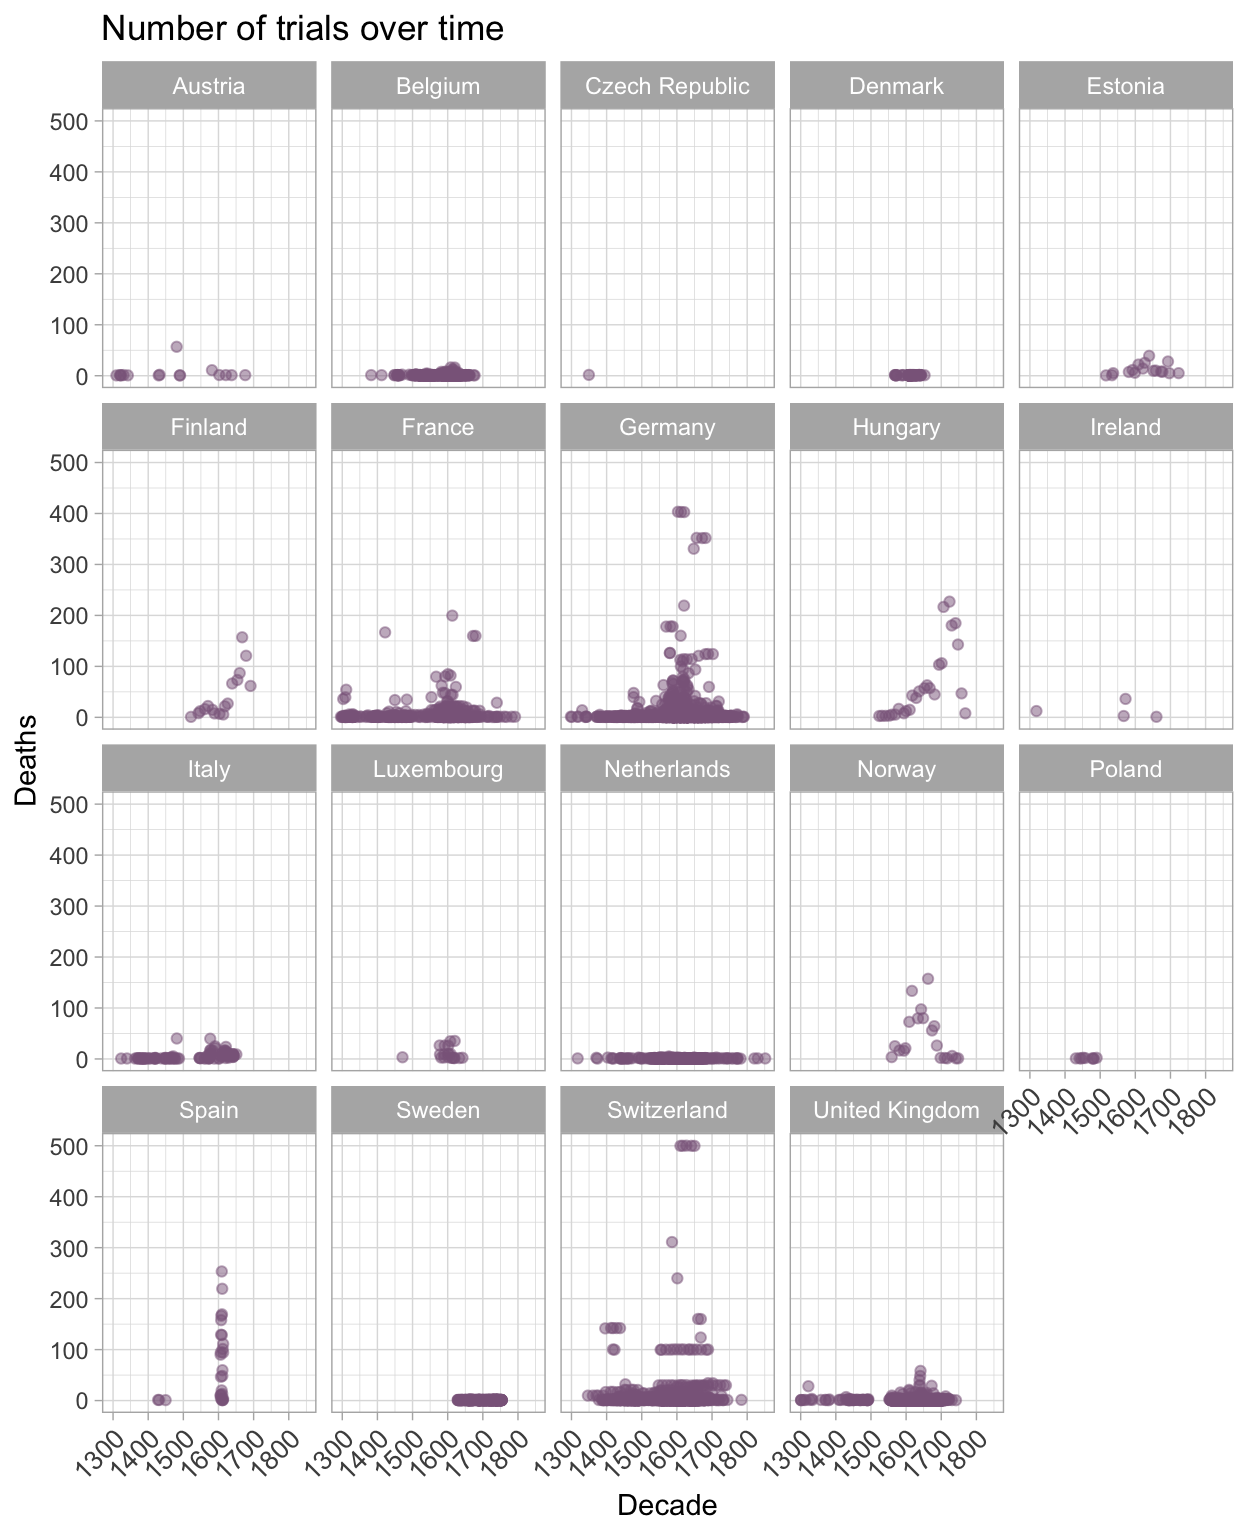 Number of trials over time
Austria Belgium Czech Republic Denmark Estonia
500
400
300
200
100
0
Finland France Germany Hungary Ireland
500
400
300
200
100
0
Deaths
Italy Luxembourg Netherlands Norway Poland
500
400
300
200
100
0
1300 1400 1500 1600 1700 1800
Spain Sweden Switzerland United Kingdom
500
400
300
200
100
0
1300 1400 1500 1600 1700 1800 1300 1400 1500 1600 1700 1800 1300 1400 1500 1600 1700 1800 1300 1400 1500 1600 1700 1800
Decade